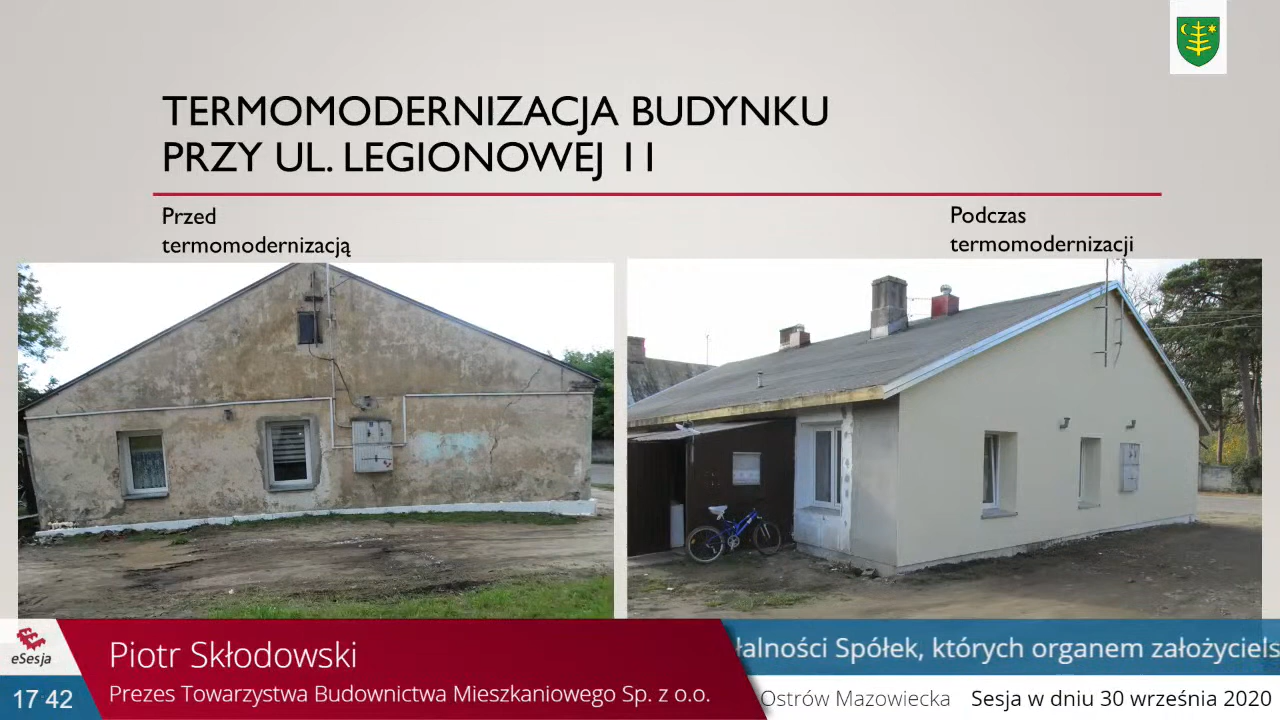 TERMOMODERNIZACJA BUDYNKU
PRZY UL. LEGIONOWEJ 11
Przed
termomodernizacją
Podczas
termomodernizacji
eSesja
Piotr Skłodowski
łalności Spółek, których organem założyciels
17 42
Prezes Towarzystwa Budownictwa Mieszkaniowego Sp. z o.o.
Ostrów Mazowiecka Sesja w dniu 30 września 2020